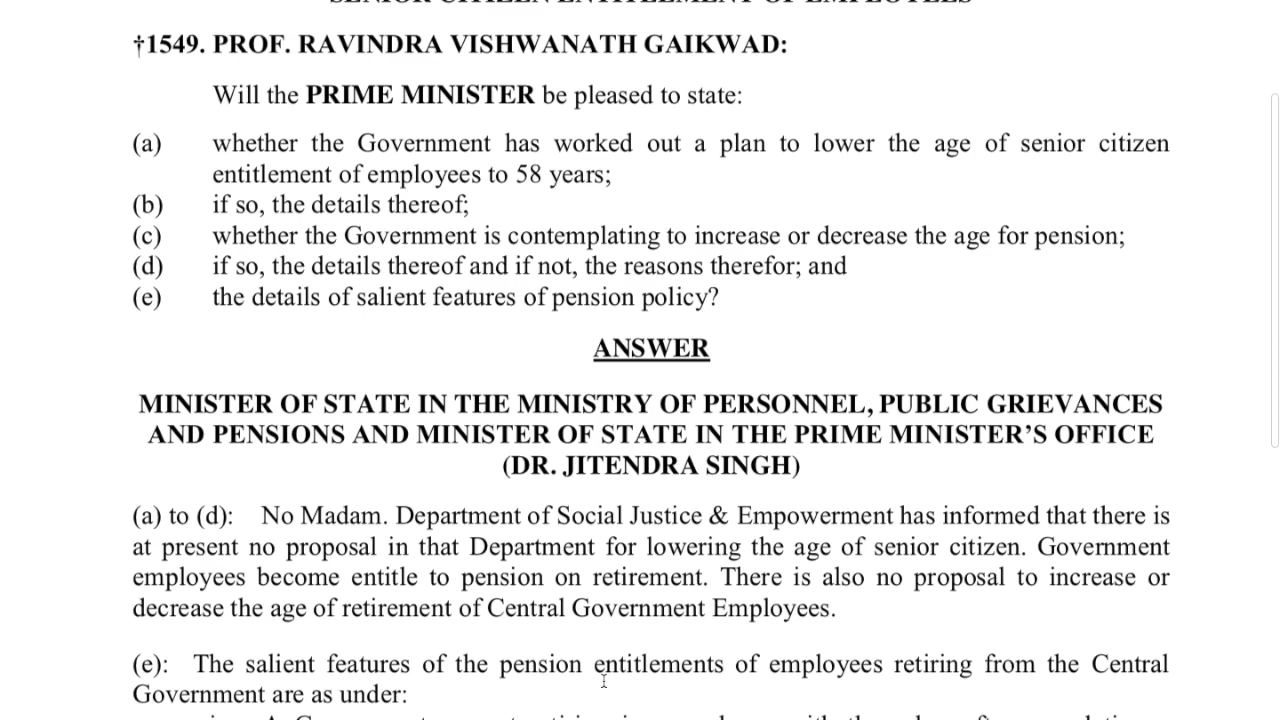 SENIOR CITIZEN ENTITLEMENT OF EMPLOYEES
†1549. PROF. RAVINDRA VISHWANATH GAIKWAD:
Will the PRIME MINISTER be pleased to state:
(a) whether the Government has worked out a plan to lower the age of senior citizen
entitlement of employees to 58 years;
(b) if so, the details thereof;
(c) whether the Government is contemplating to increase or decrease the age for pension;
(d) if so, the details thereof and if not, the reasons therefor; and
(e) the details of salient features of pension policy?
ANSWER
MINISTER OF STATE IN THE MINISTRY OF PERSONNEL, PUBLIC GRIEVANCES
AND PENSIONS AND MINISTER OF STATE IN THE PRIME MINISTER’S OFFICE
(DR. JITENDRA SINGH)
(a) to (d): No Madam. Department of Social Justice & Empowerment has informed that there is
at present no proposal in that Department for lowering the age of senior citizen. Government
employees become entitle to pension on retirement. There is also no proposal to increase or
decrease the age of retirement of Central Government Employees.
(e): The salient features of the pension entitlements of employees retiring from the Central
Government are as under: